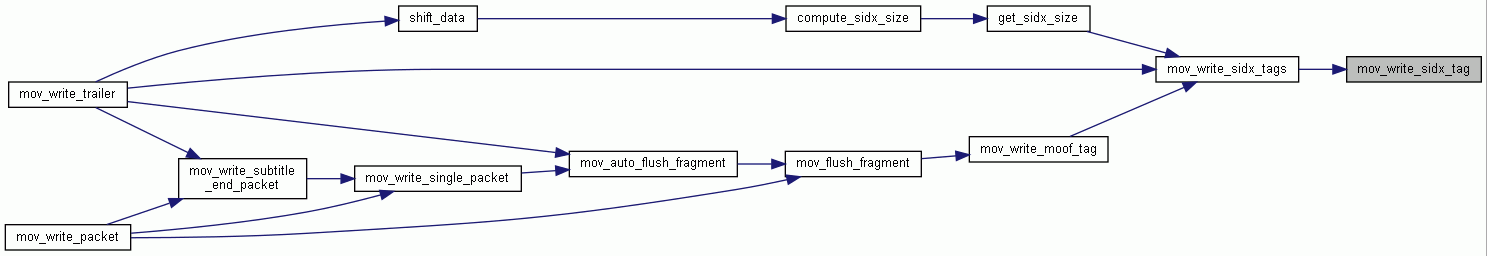 shift_data
compute_sidx_size
get_sidx_size
mov_write_trailer
mov_write_sidx_tags
mov_write_sidx_tag
mov_write_moof_tag
mov_auto_flush_fragment
mov_flush_fragment
mov_write_subtitle
_end_packet
mov_write_single_packet
mov_write_packet